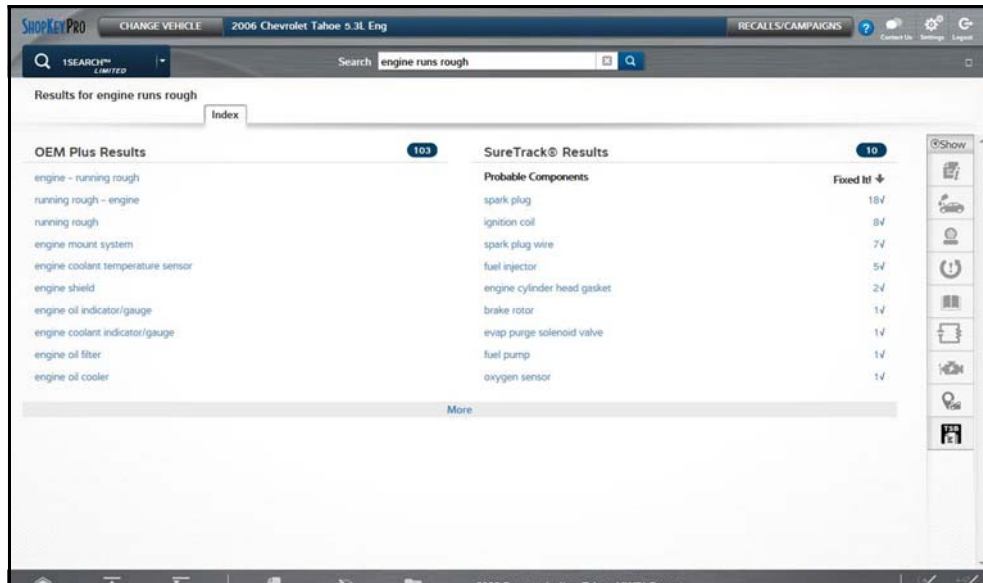 SHOPKEYPRO CHANGE VEHICLE 2006 Chevrolet Tahoe 5.3L Eng RECALLS/CAMPAIGNS ? Contact Us Settings Logout
1SEARCH™ LIMITED Search engine runs rough
Results for engine runs rough
Index
OEM Plus Results 103
engine - running rough
running rough - engine
running rough
engine mount system
engine coolant temperature sensor
engine shield
engine oil indicator/gauge
engine coolant indicator/gauge
engine oil filter
engine oil cooler
SureTrack® Results 10
Probable Components Fixed It!
spark plug 18√
ignition coil 8√
spark plug wire 7√
fuel injector 5√
engine cylinder head gasket 2√
brake rotor 1√
evap purge solenoid valve 1√
fuel pump 1√
oxygen sensor 1√
More
Show
TSB